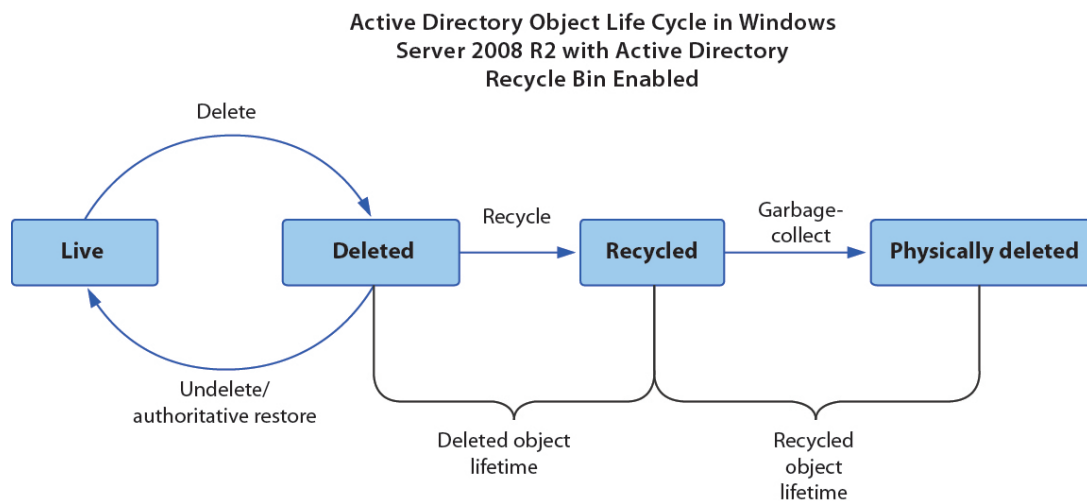 Active Directory Object Life Cycle in Windows
Server 2008 R2 with Active Directory
Recycle Bin Enabled
Delete
Live
Deleted
Recycle
Recycled
Garbage-
collect
Physically deleted
Undelete/
authoritative restore
Deleted object
lifetime
Recycled
object
lifetime